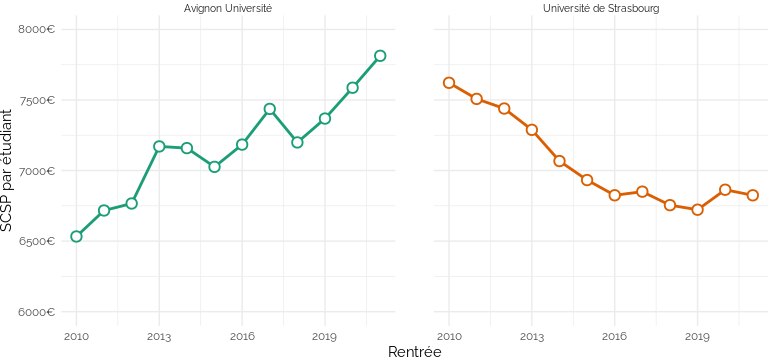 Avignon Université
Université de Strasbourg
8000€
7500€
7000€
6500€
6000€
SCSP par étudiant
2010 2013 2016 2019
2010 2013 2016 2019
Rentrée